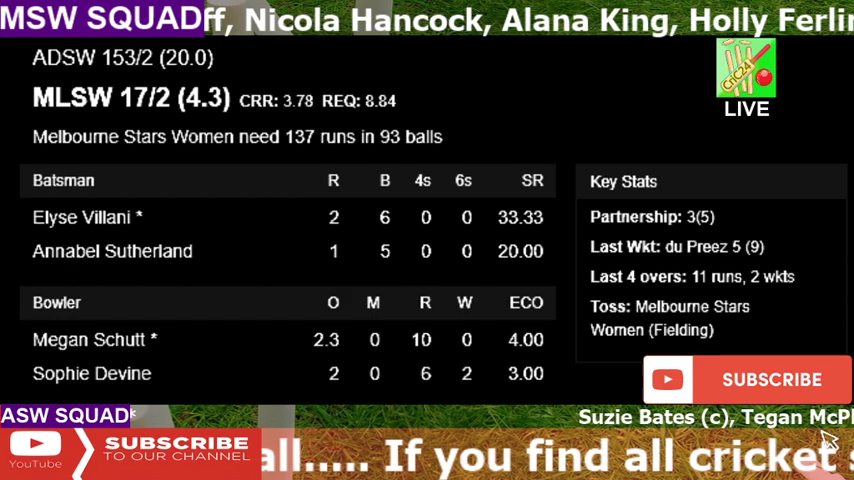 MSW SQUAD ff, Nicola Hancock, Alana King, Holly Ferlin
ADSW 153/2 (20.0)
MLSW 17/2 (4.3) CRR: 3.78 REQ: 8.84
Melbourne Stars Women need 137 runs in 93 balls
CriC24
LIVE
Batsman R B 4s 6s SR
Elyse Villani * 2 6 0 0 33.33
Annabel Sutherland 1 5 0 0 20.00
Bowler O M R W ECO
Megan Schutt * 2.3 0 10 0 4.00
Sophie Devine 2 0 6 2 3.00
Key Stats
Partnership: 3(5)
Last Wkt: du Preez 5 (9)
Last 4 overs: 11 runs, 2 wkts
Toss: Melbourne Stars
Women (Fielding)
SUBSCRIBE
ASW SQUAD * Suzie Bates (c), Tegan McPh
YouTube
SUBSCRIBE
TO OUR CHANNEL
all..... If you find all cricket s